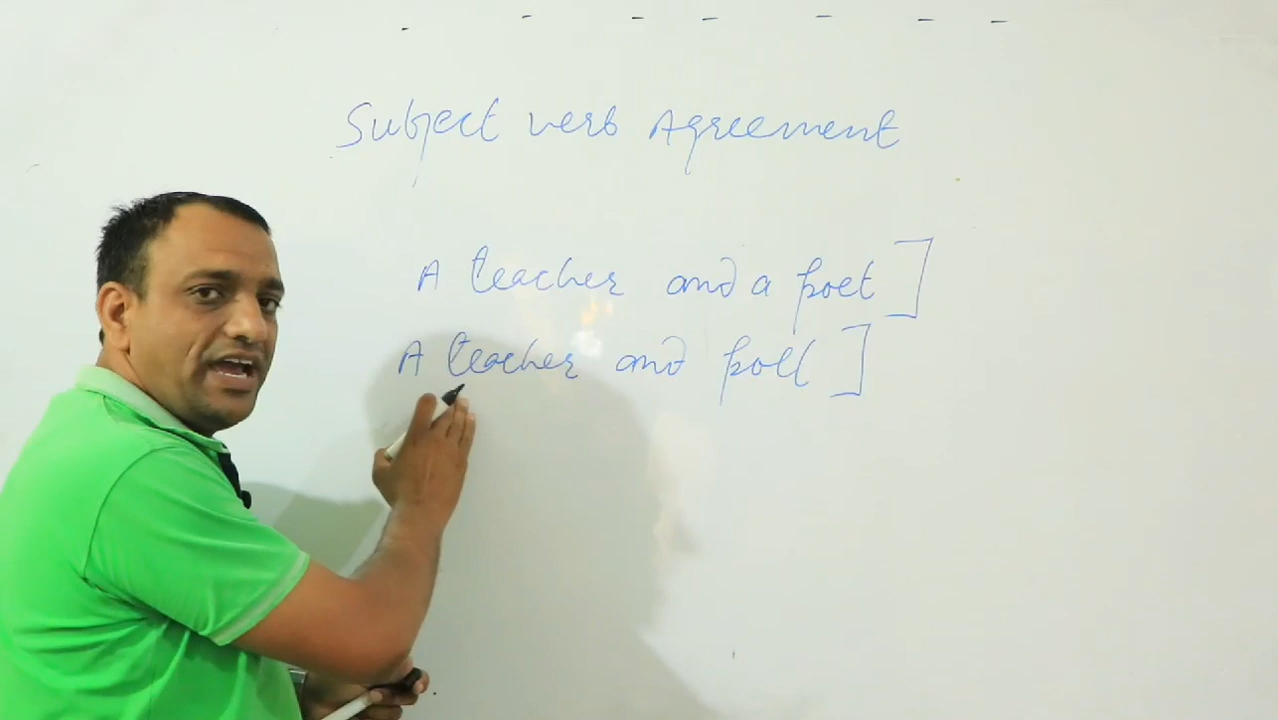 Subject verb Agreement
A teacher and a poet ]
A teacher and poet ]